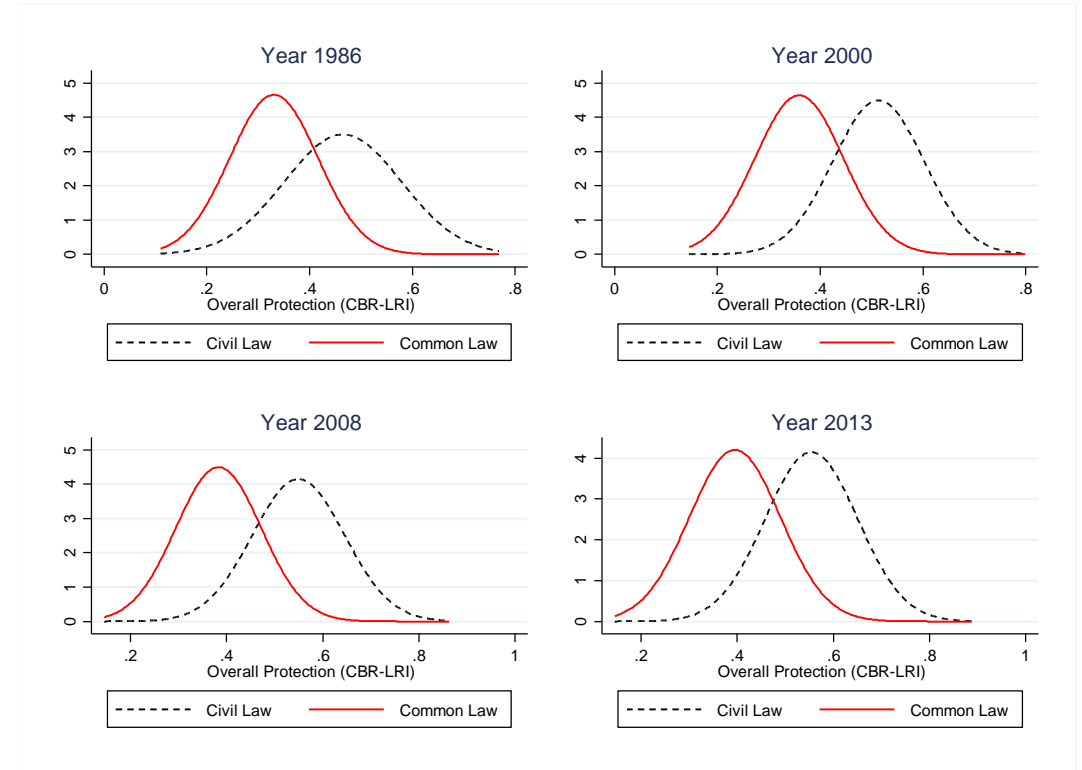 Year 1986
5
4
3
2
1
0
0 .2 .4 .6 .8
Overall Protection (CBR-LRI)
Civil Law Common Law
Year 2000
5
4
3
2
1
0
0 .2 .4 .6 .8
Overall Protection (CBR-LRI)
Civil Law Common Law
Year 2008
5
4
3
2
1
0
.2 .4 .6 .8 1
Overall Protection (CBR-LRI)
Civil Law Common Law
Year 2013
4
3
2
1
0
.2 .4 .6 .8 1
Overall Protection (CBR-LRI)
Civil Law Common Law